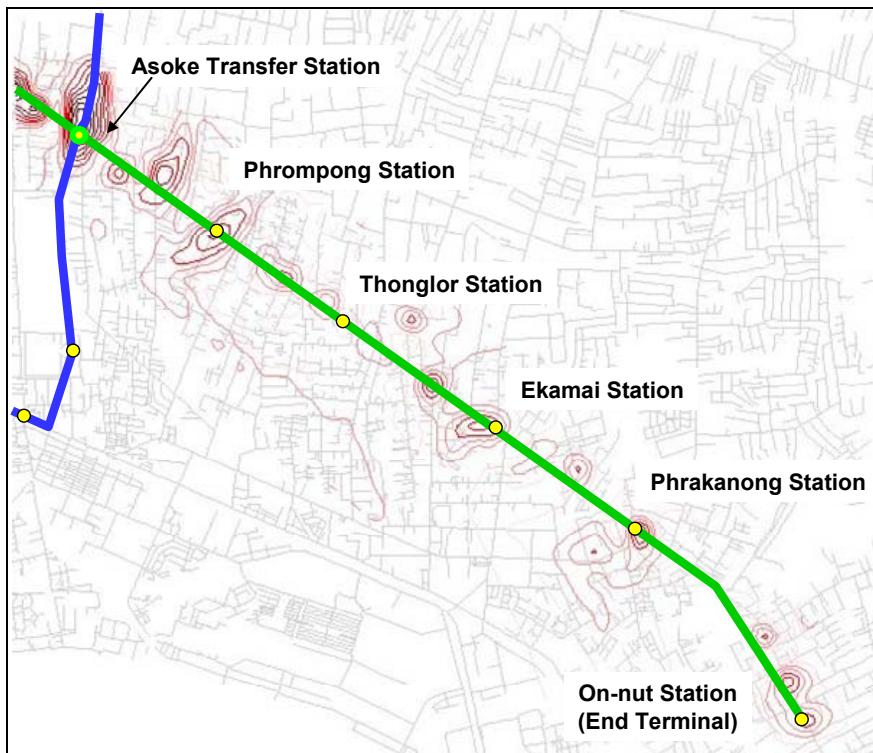 Asoke Transfer Station
Phrompong Station
Thonglor Station
Ekamai Station
Phrakanong Station
On-nut Station
(End Terminal)